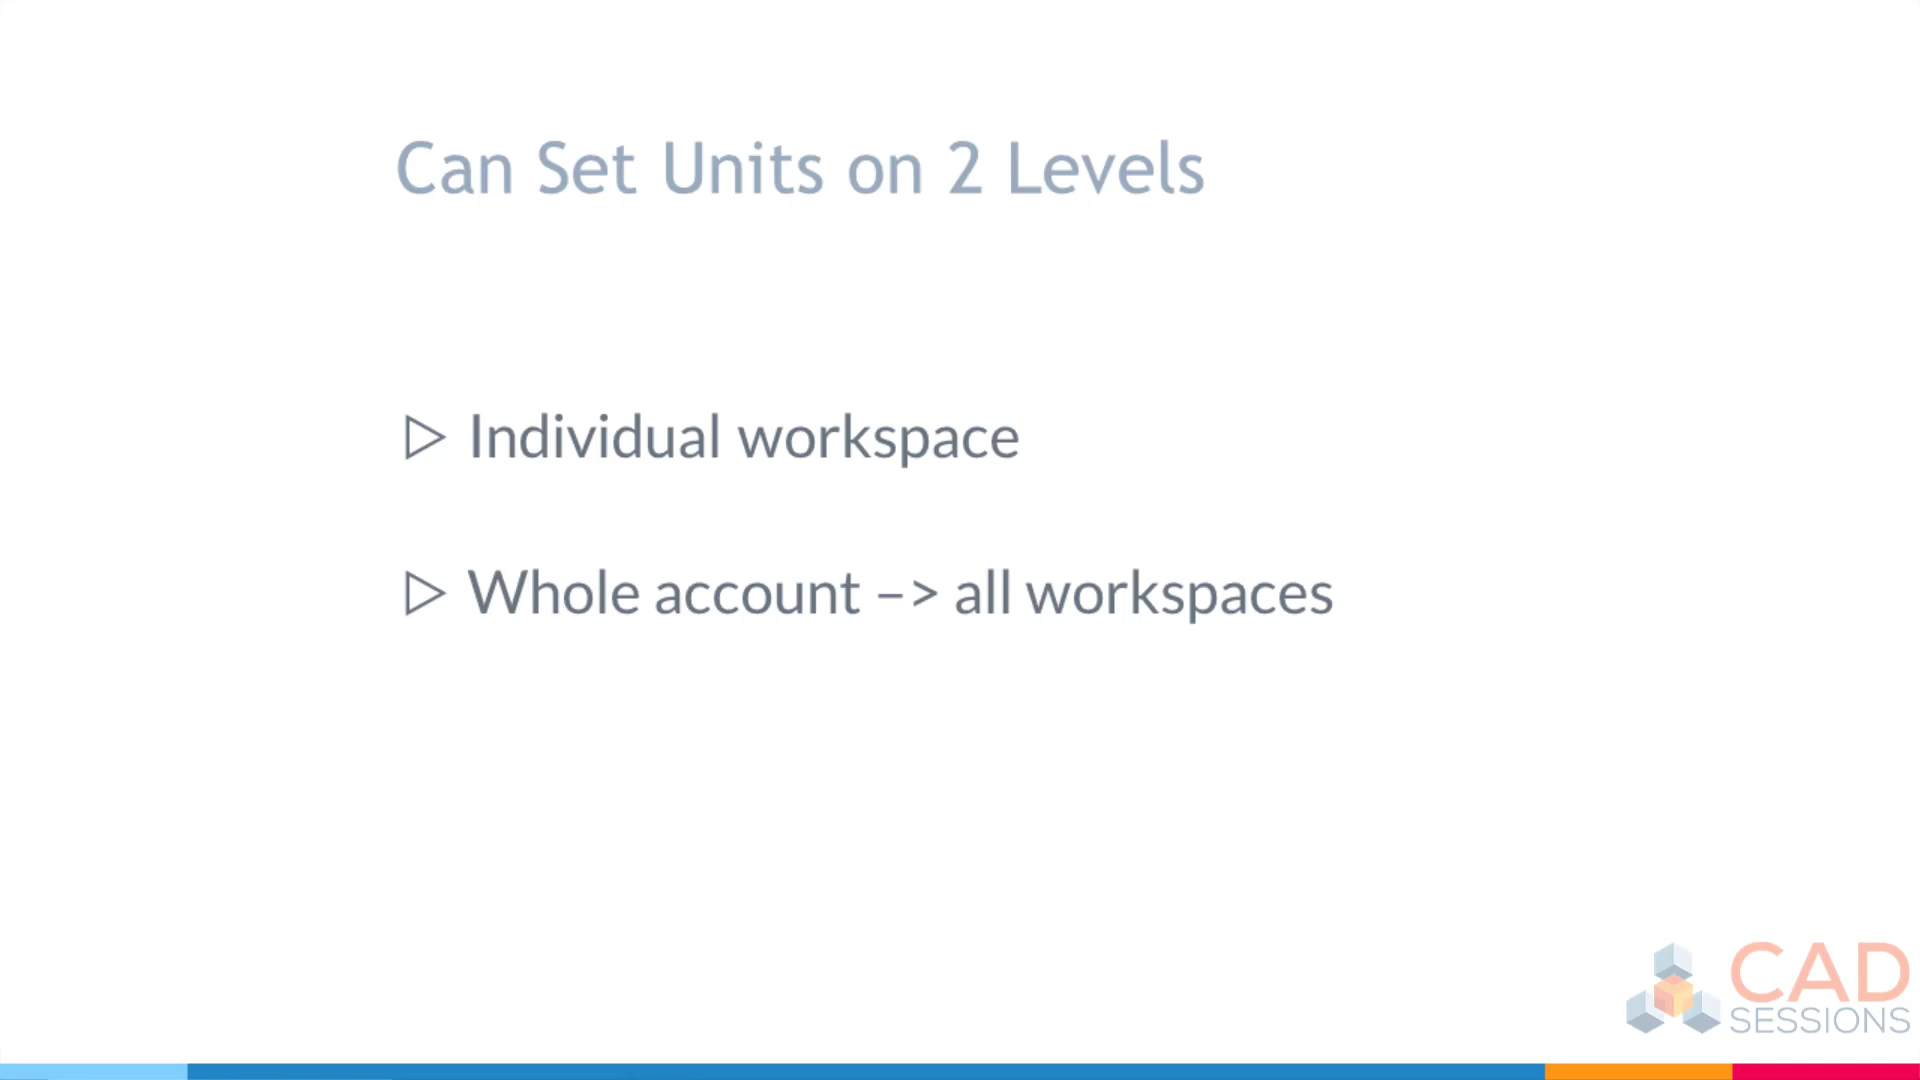 Can Set Units on 2 Levels
▷ Individual workspace
▷ Whole account –> all workspaces
CAD
SESSIONS